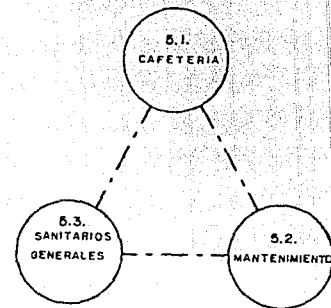 5.1.
CAFETERIA
5.3.
SANITARIOS
GENERALES
5.2.
MANTENIMIENTO